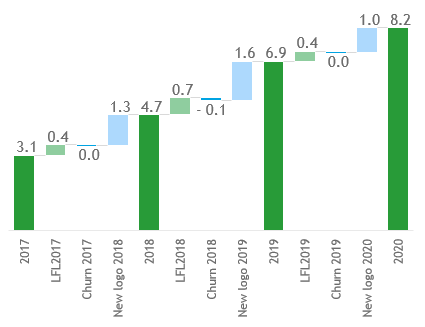 3.1
0.4
0.0
1.3
4.7
0.7
- 0.1
1.6
6.9
0.4
0.0
1.0
8.2
2017
LFL2017
Churn 2017
New logo 2018
2018
LFL2018
Churn 2018
New logo 2019
2019
LFL2019
Churn 2019
New logo 2020
2020